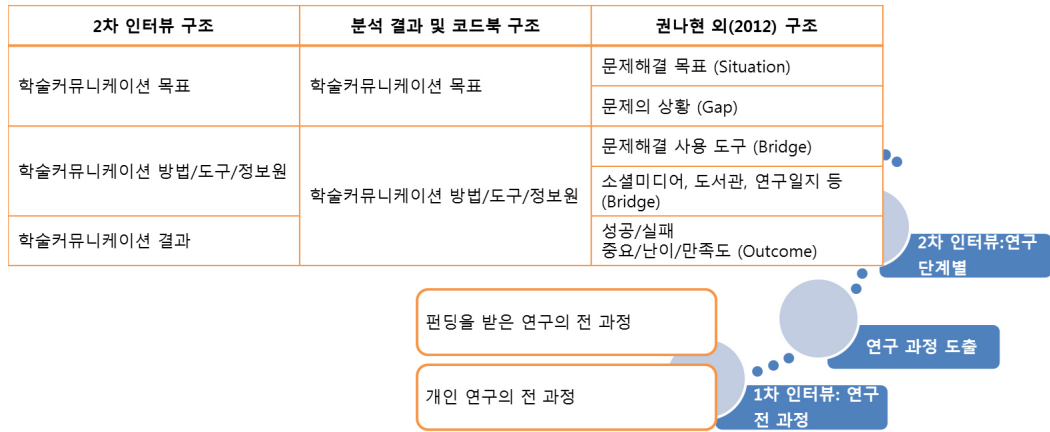 2차 인터뷰 구조
분석 결과 및 코드북 구조
권나현 외(2012) 구조
학술커뮤니케이션 목표
학술커뮤니케이션 목표
문제해결 목표 (Situation)
문제의 상황 (Gap)
학술커뮤니케이션 방법/도구/정보원
학술커뮤니케이션 방법/도구/정보원
문제해결 사용 도구 (Bridge)
소셜미디어, 도서관, 연구일지 등
(Bridge)
학술커뮤니케이션 결과
성공/실패
중요/난이/만족도 (Outcome)
2차 인터뷰:연구
단계별
펀딩을 받은 연구의 전 과정
연구 과정 도출
개인 연구의 전 과정
1차 인터뷰: 연구
전 과정